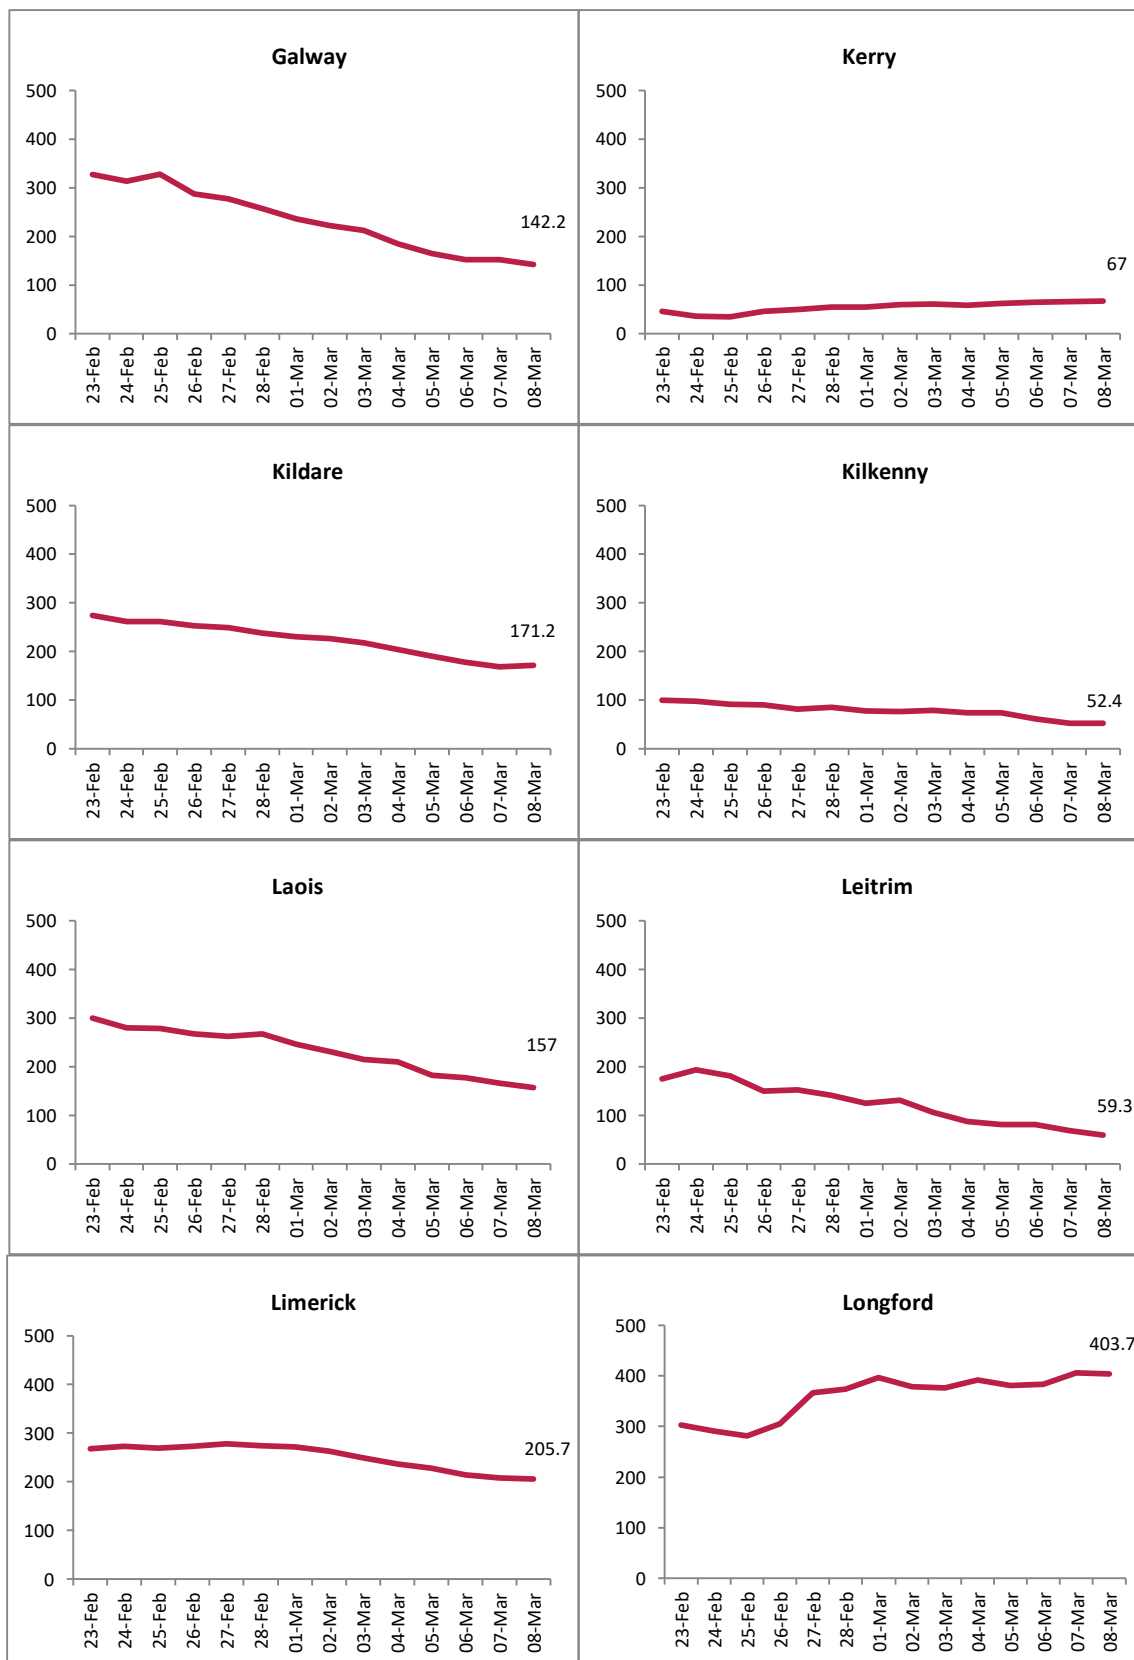 Galway
500
400
300
200
100
0
142.2
23-Feb
24-Feb
25-Feb
26-Feb
27-Feb
28-Feb
01-Mar
02-Mar
03-Mar
04-Mar
05-Mar
06-Mar
07-Mar
08-Mar
Kerry
500
400
300
200
100
0
67
23-Feb
24-Feb
25-Feb
26-Feb
27-Feb
28-Feb
01-Mar
02-Mar
03-Mar
04-Mar
05-Mar
06-Mar
07-Mar
08-Mar
Kildare
500
400
300
200
100
0
171.2
23-Feb
24-Feb
25-Feb
26-Feb
27-Feb
28-Feb
01-Mar
02-Mar
03-Mar
04-Mar
05-Mar
06-Mar
07-Mar
08-Mar
Kilkenny
500
400
300
200
100
0
52.4
23-Feb
24-Feb
25-Feb
26-Feb
27-Feb
28-Feb
01-Mar
02-Mar
03-Mar
04-Mar
05-Mar
06-Mar
07-Mar
08-Mar
Laois
500
400
300
200
100
0
157
23-Feb
24-Feb
25-Feb
26-Feb
27-Feb
28-Feb
01-Mar
02-Mar
03-Mar
04-Mar
05-Mar
06-Mar
07-Mar
08-Mar
Leitrim
500
400
300
200
100
0
59.3
23-Feb
24-Feb
25-Feb
26-Feb
27-Feb
28-Feb
01-Mar
02-Mar
03-Mar
04-Mar
05-Mar
06-Mar
07-Mar
08-Mar
Limerick
500
400
300
200
100
0
205.7
23-Feb
24-Feb
25-Feb
26-Feb
27-Feb
28-Feb
01-Mar
02-Mar
03-Mar
04-Mar
05-Mar
06-Mar
07-Mar
08-Mar
Longford
500
400
300
200
100
0
403.7
23-Feb
24-Feb
25-Feb
26-Feb
27-Feb
28-Feb
01-Mar
02-Mar
03-Mar
04-Mar
05-Mar
06-Mar
07-Mar
08-Mar